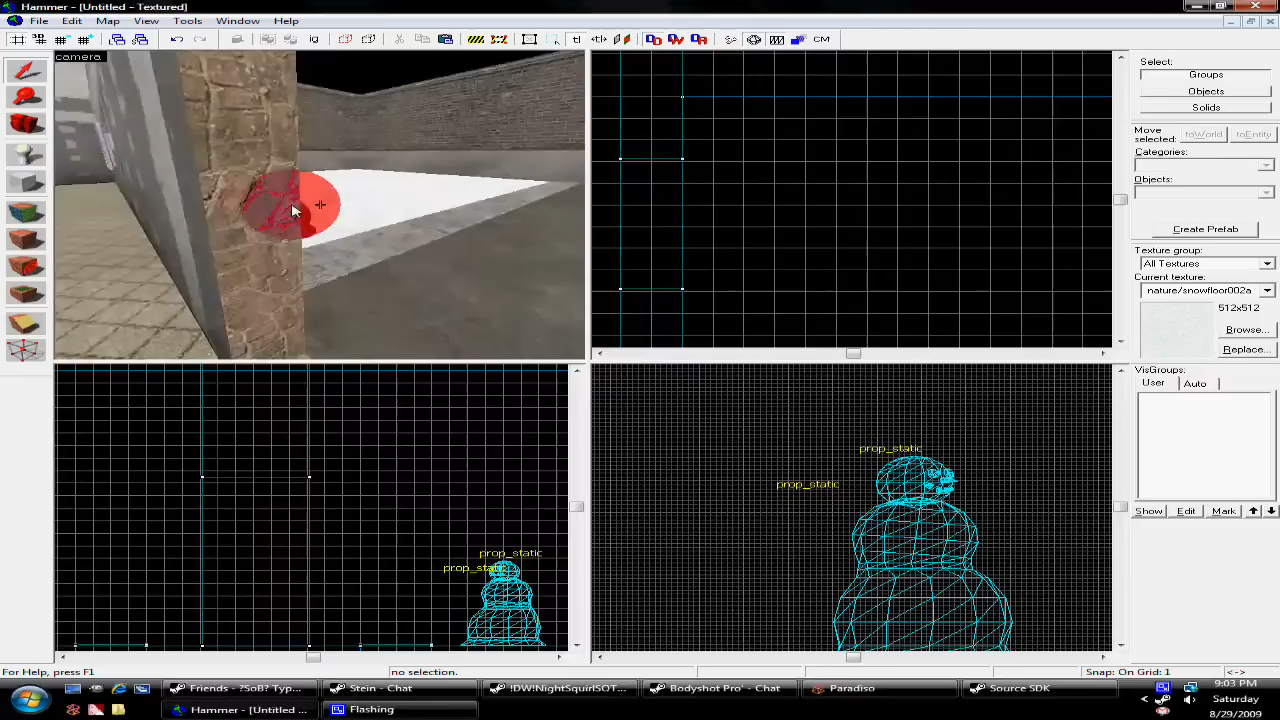 Hammer - [Untitled - Textured]
File Edit Map View Tools Window Help
camera
Select:
Groups
Objects
Solids
Move selected:
toWorld
toEntity
Categories:
Objects:
Create Prefab
Texture group:
All Textures
Current texture:
nature/snowfloor002a
512x512
Browse...
Replace...
VisGroups:
User Auto
Show Edit Mark
prop_static
prop_static
prop_static
For Help, press F1
no selection.
Snap: On Grid: 1
<->
Friends - ?SoB? Typ...
Stein - Chat
!DW!NightSquirlSOT...
Bodyshot Pro' - Chat
Paradiso
Source SDK
Hammer - [Untitled ...
Flashing
9:03 PM
Saturday
8/29/2009